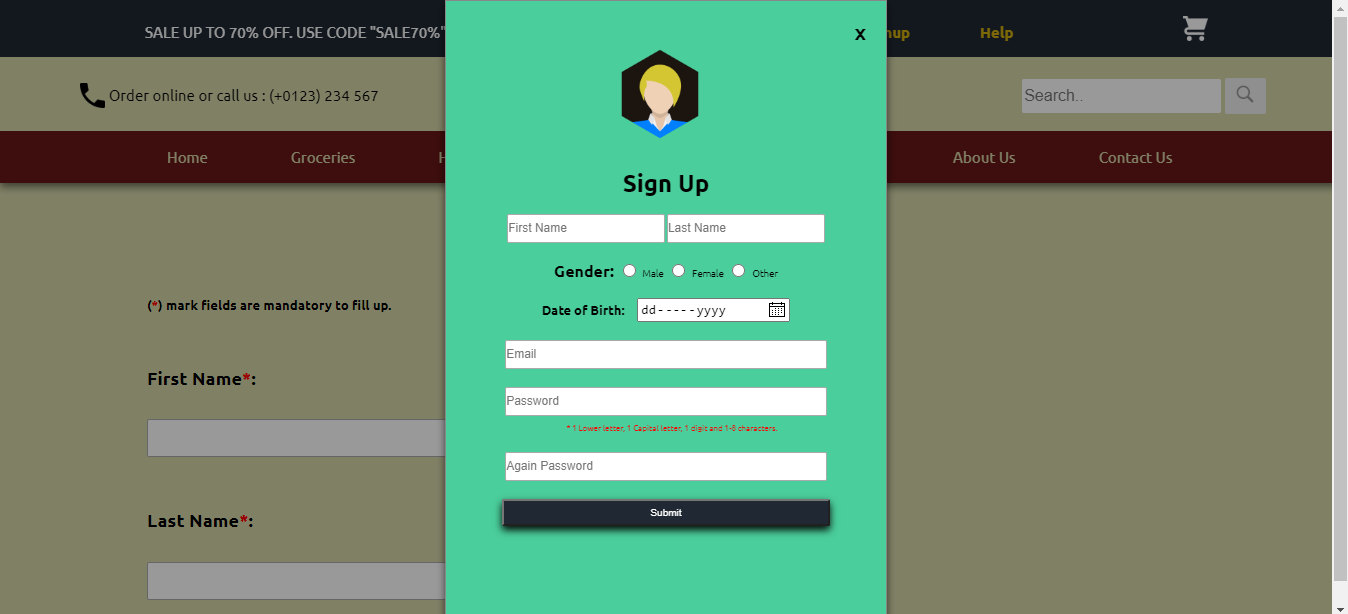 SALE UP TO 70% OFF. USE CODE "SALE70%"
Help
X
Order online or call us : (+0123) 234 567
Search..
Home
Groceries
About Us
Contact Us
Sign Up
First Name
Last Name
Gender:
Male
Female
Other
(*) mark fields are mandatory to fill up.
Date of Birth:
dd-----yyyy
Email
First Name*:
Password
* 1 Lower letter, 1 Capital letter, 1 digit and 1-8 characters.
Again Password
Submit
Last Name*: